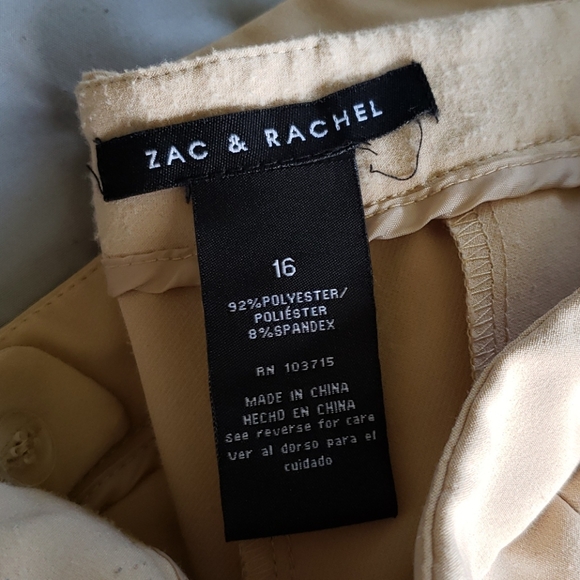 ZAC & RACHEL
16
92%POLYESTER/
POLIÉSTER
8%SPANDEX
RN 103715
MADE IN CHINA
HECHO EN CHINA
See reverse for care
Ver al dorso para el
cuidado